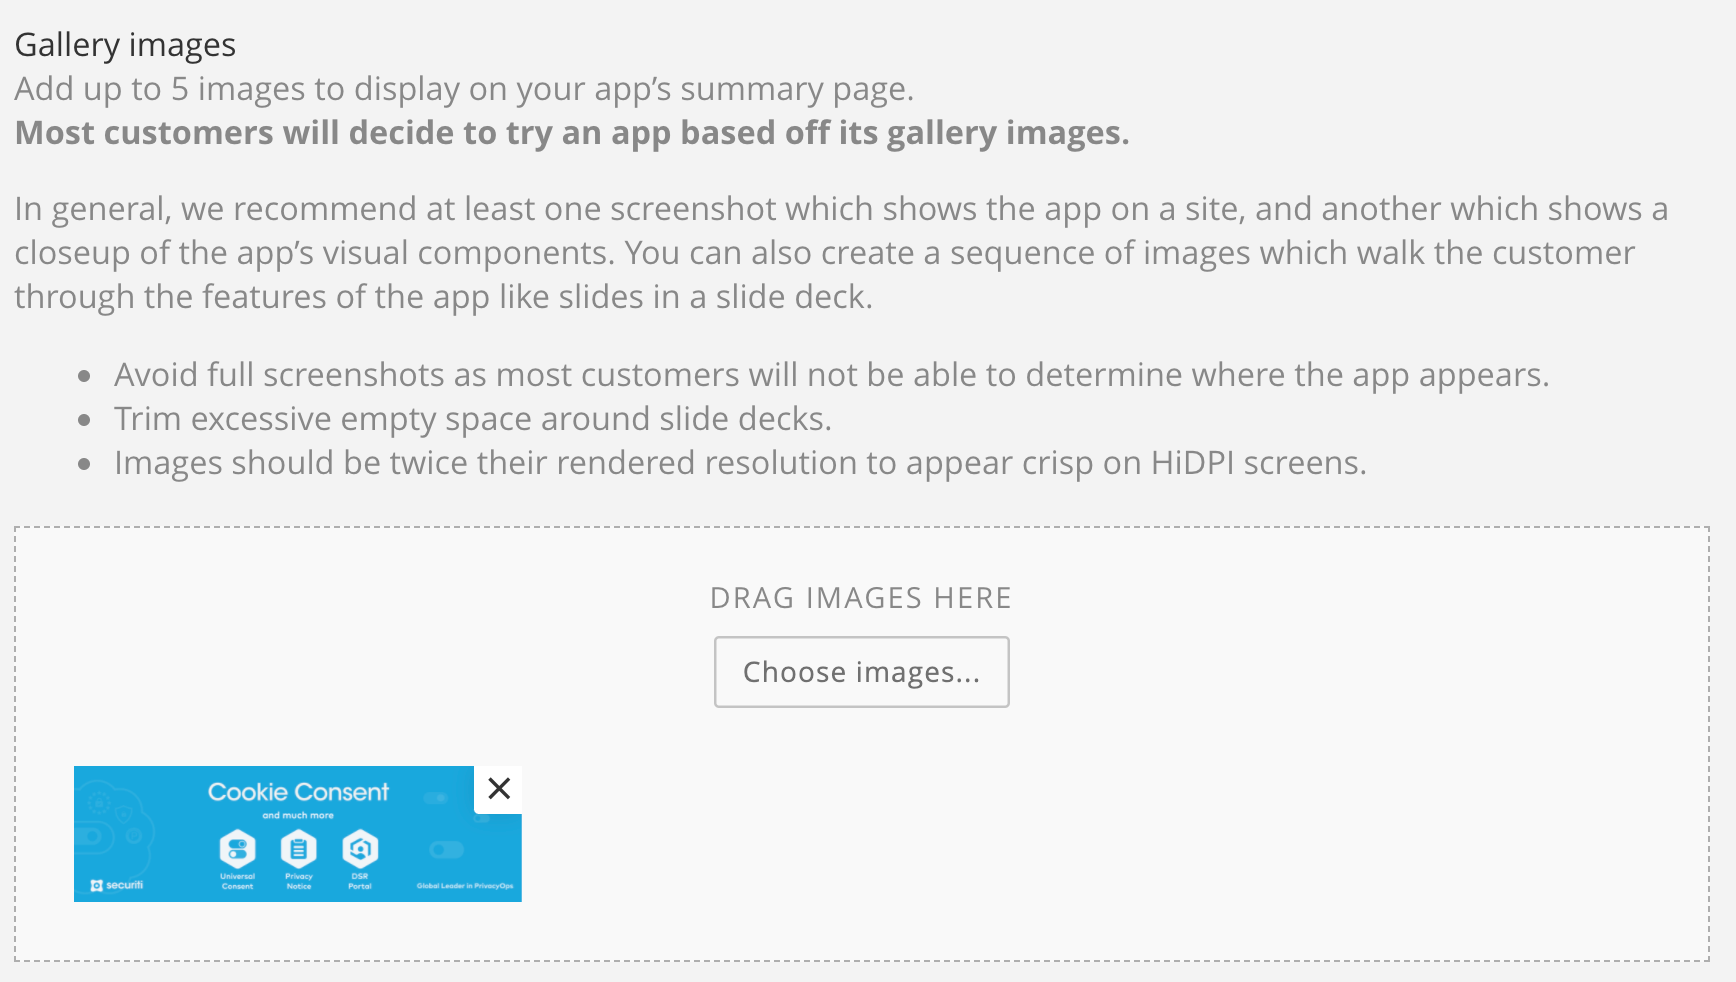 Gallery images
Add up to 5 images to display on your app’s summary page.
Most customers will decide to try an app based off its gallery images.
In general, we recommend at least one screenshot which shows the app on a site, and another which shows a
closeup of the app’s visual components. You can also create a sequence of images which walk the customer
through the features of the app like slides in a slide deck.
• Avoid full screenshots as most customers will not be able to determine where the app appears.
• Trim excessive empty space around slide decks.
• Images should be twice their rendered resolution to appear crisp on HiDPI screens.
DRAG IMAGES HERE
Choose images...
Cookie Consent
and much more
Universal
Consent
Privacy
Notice
DSR
Portal
securiti
Global Leader in PrivacyOps